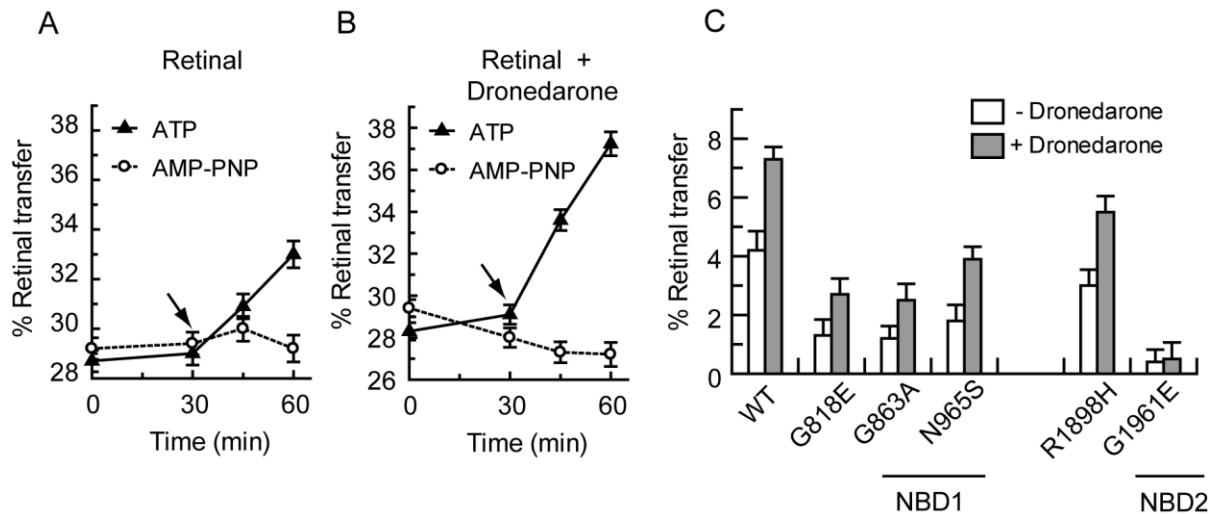 A
Retinal
ATP
AMP-PNP
% Retinal transfer
38
36
34
32
30
28
0
30
60
Time (min)
B
Retinal +
Dronedarone
ATP
AMP-PNP
% Retinal transfer
38
36
34
32
30
28
26
0
30
60
Time (min)
C
- Dronedarone
+ Dronedarone
% Retinal transfer
8
6
4
2
0
WT
G818E
G863A
N965S
R1898H
G1961E
NBD1
NBD2